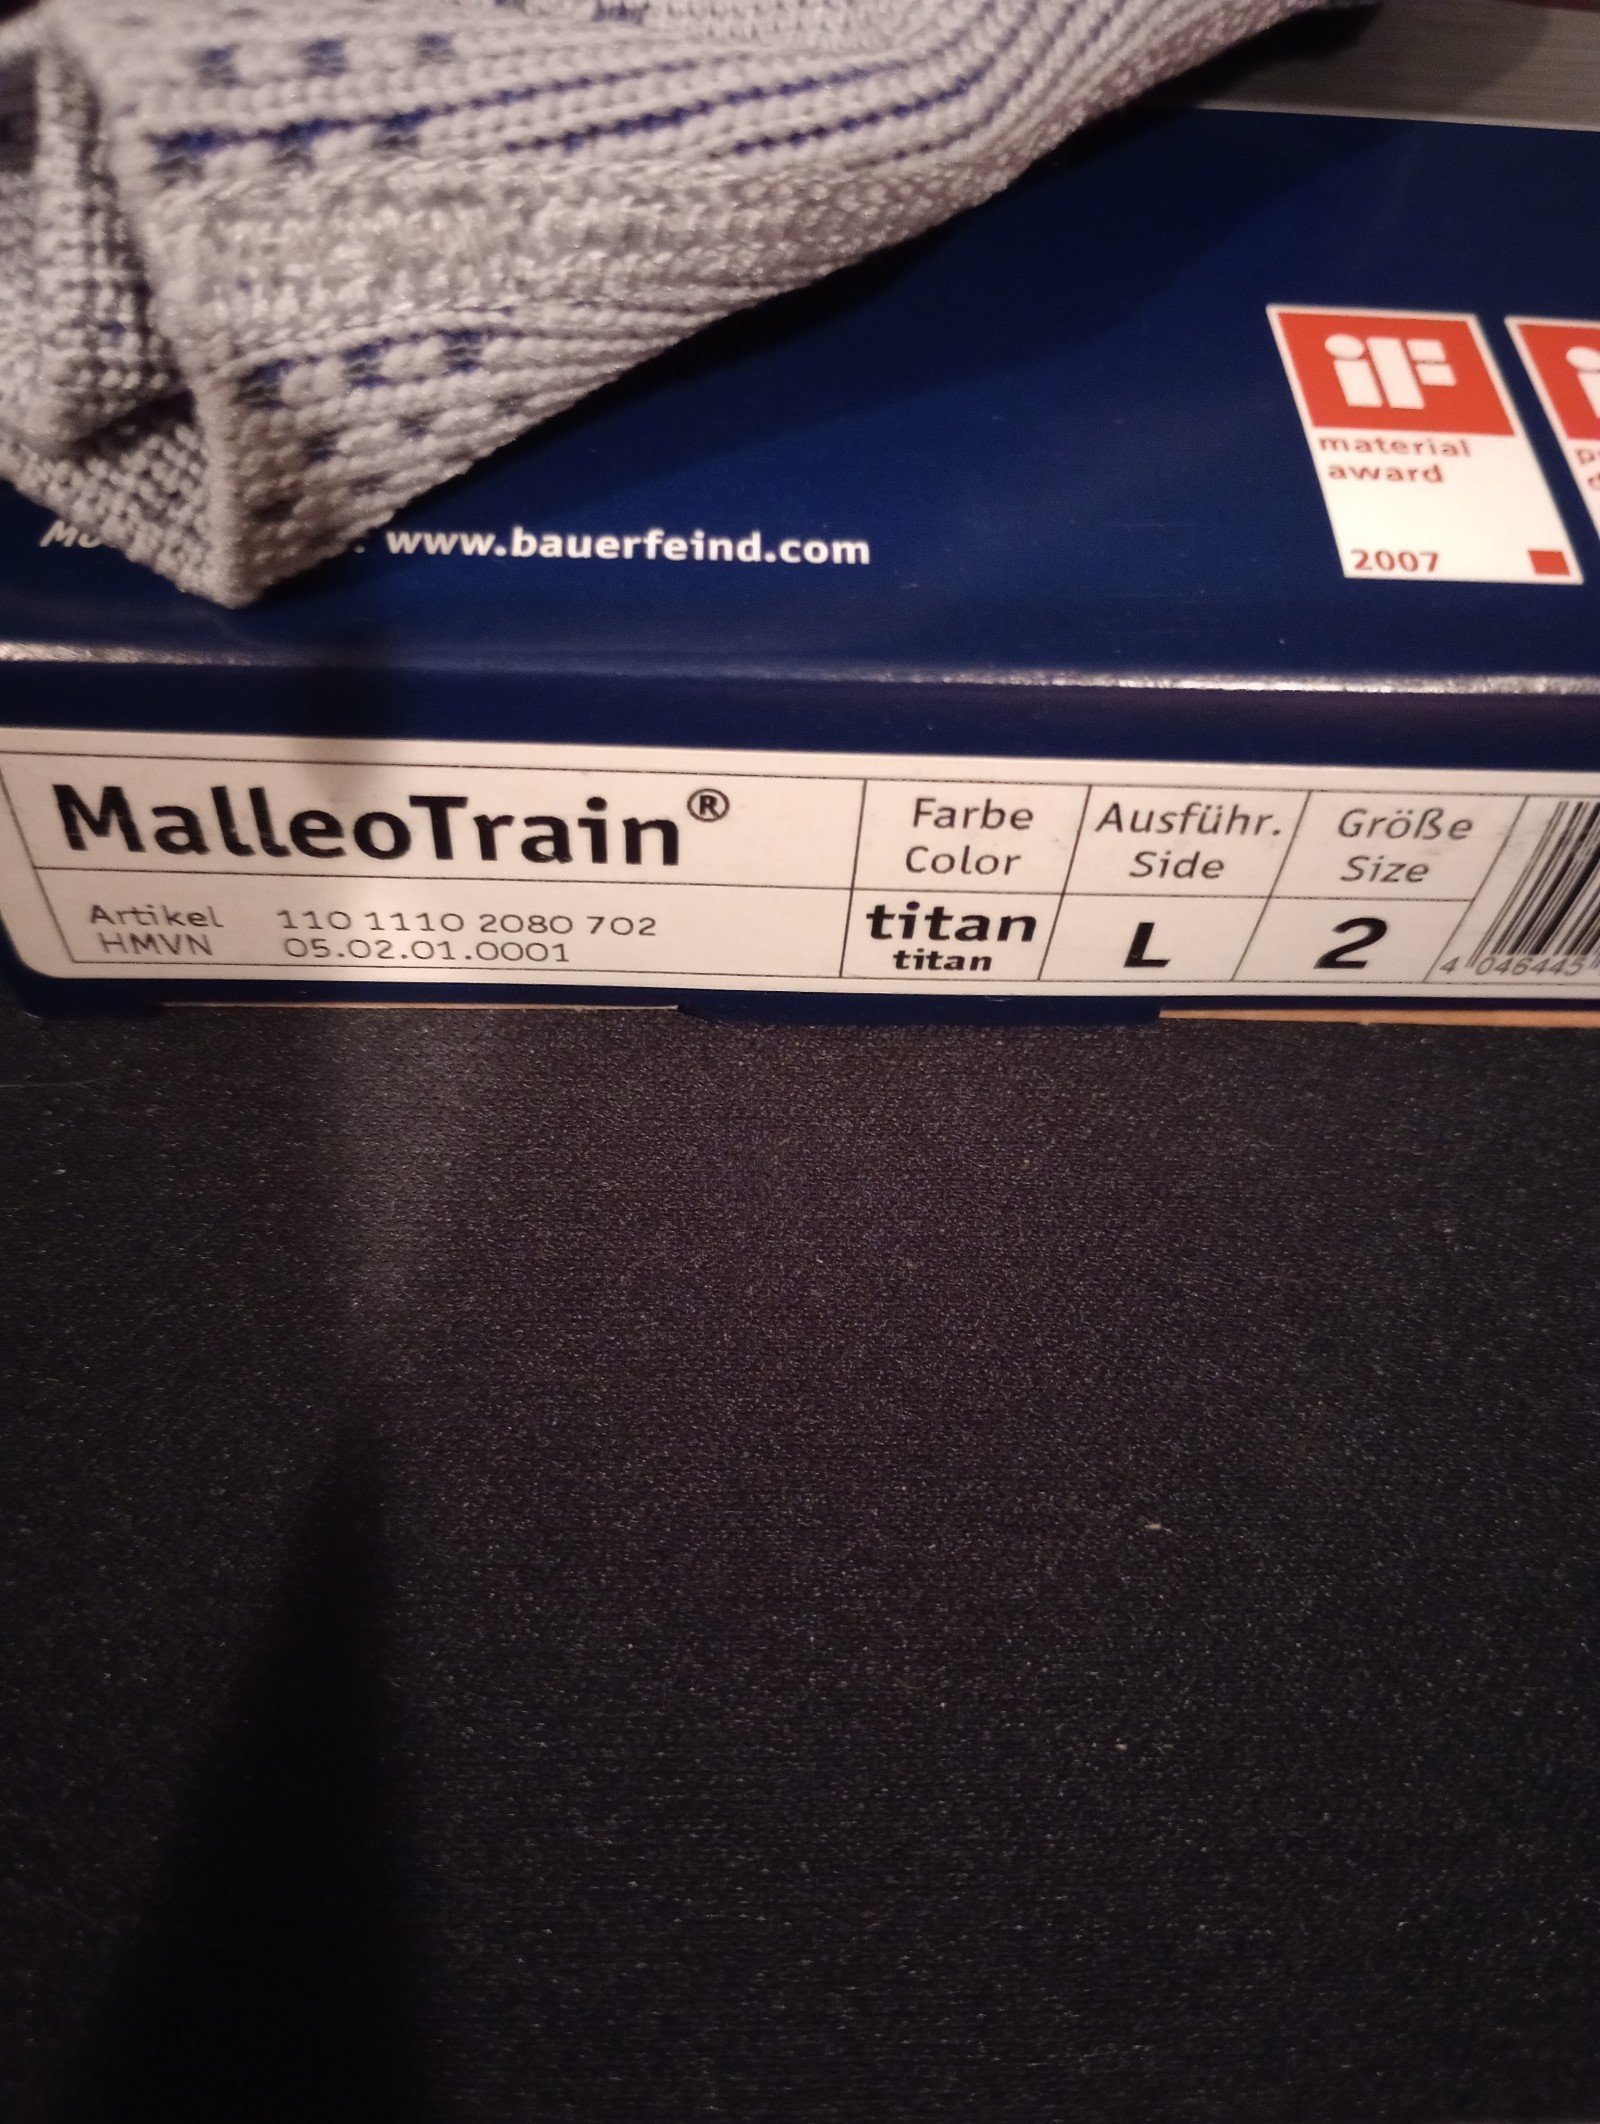 www.bauerfeind.com
iF
material
award
2007
MalleoTrain®
Artikel 110 1110 2080 702
HMVN 05.02.01.0001
Farbe
Color
titan
titan
Ausführ.
Side
L
Größe
Size
2
4 046445